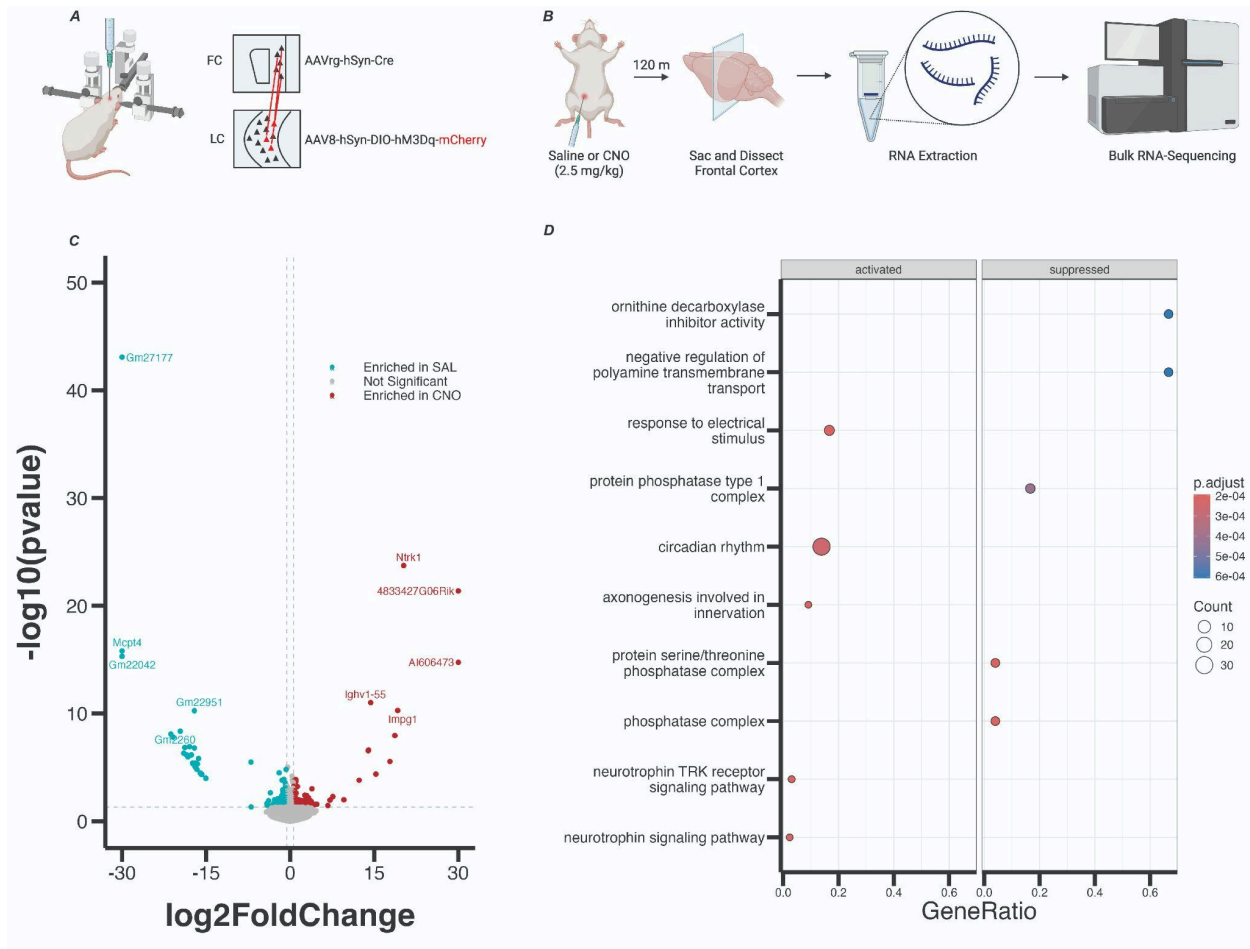 A
FC
AAVrg-hSyn-Cre
LC
AAV8-hSyn-DIO-hM3Dq-mCherry
B
120 m
Saline or CNO
(2.5 mg/kg)
Sac and Dissect
Frontal Cortex
RNA Extraction
Bulk RNA-Sequencing
C
-log10(pvalue)
50
40
30
20
10
0
Gm27177
Enriched in SAL
Not Significant
Enriched in CNO
Ntrk1
4833427G06Rik
Mcpt4
Gm22042
AI606473
Gm22951
Ighv1-55
Impg1
Gm2260
-30
-15
0
15
30
log2FoldChange
D
activated
suppressed
ornithine decarboxylase
inhibitor activity
negative regulation of
polyamine transmembrane
transport
response to electrical
stimulus
protein phosphatase type 1
complex
circadian rhythm
axonogenesis involved in
innervation
protein serine/threonine
phosphatase complex
phosphatase complex
neurotrophin TRK receptor
signaling pathway
neurotrophin signaling pathway
0.0
0.2
0.4
0.6
0.0
0.2
0.4
0.6
GeneRatio
p.adjust
2e-04
3e-04
4e-04
5e-04
6e-04
Count
10
20
30